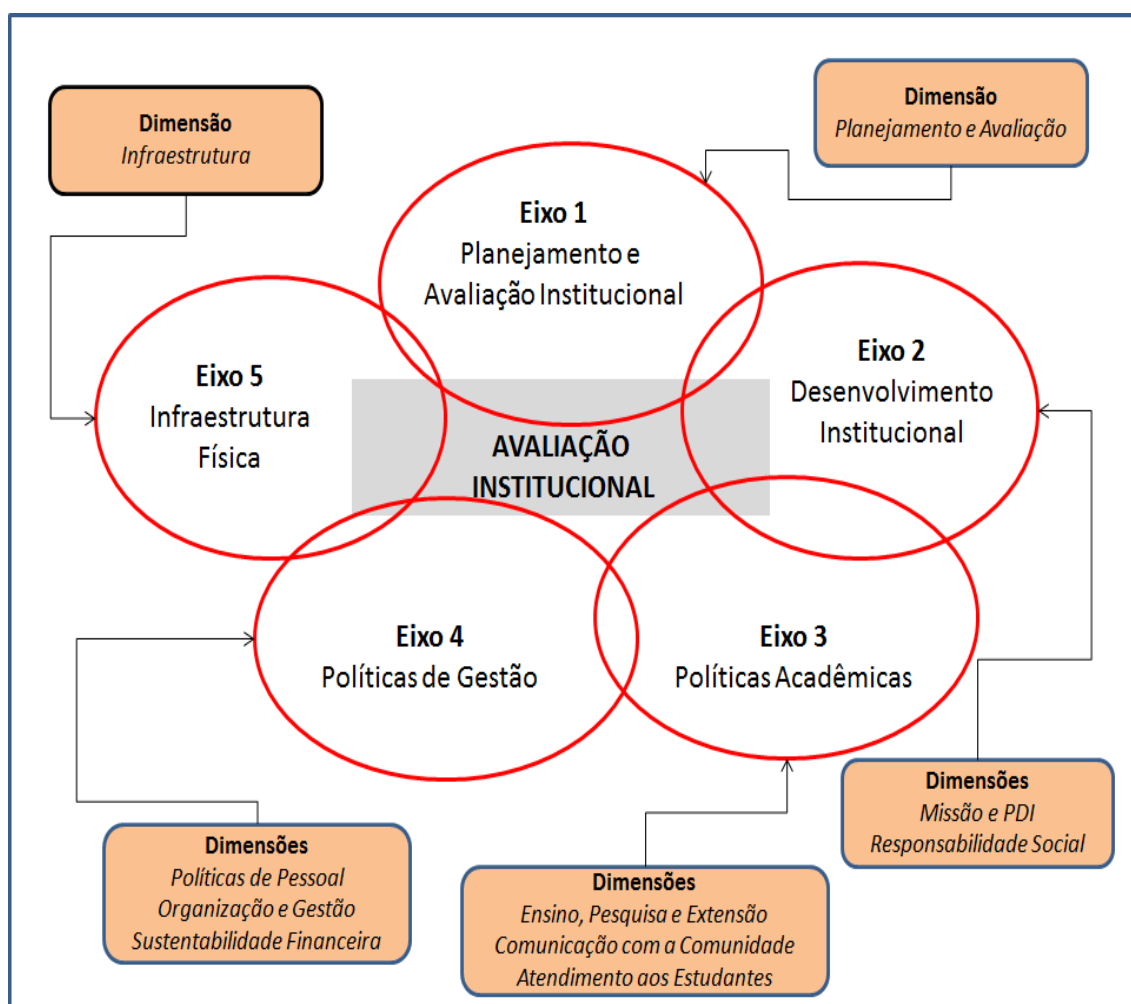 Dimensão
Infraestrutura
Dimensão
Planejamento e Avaliação
Eixo 1
Planejamento e
Avaliação Institucional
Eixo 5
Infraestrutura
Física
Eixo 2
Desenvolvimento
Institucional
AVALIAÇÃO
INSTITUCIONAL
Eixo 4
Políticas de Gestão
Eixo 3
Políticas Acadêmicas
Dimensões
Missão e PDI
Responsabilidade Social
Dimensões
Políticas de Pessoal
Organização e Gestão
Sustentabilidade Financeira
Dimensões
Ensino, Pesquisa e Extensão
Comunicação com a Comunidade
Atendimento aos Estudantes